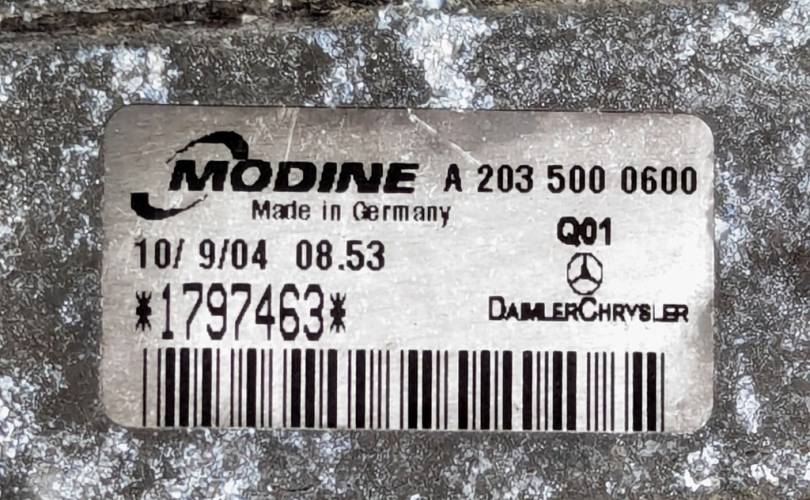 MODINE A 203 500 0600
Made in Germany
Q01
10/ 9/04 08.53
*1797463*
DAIMLERCHRYSLER